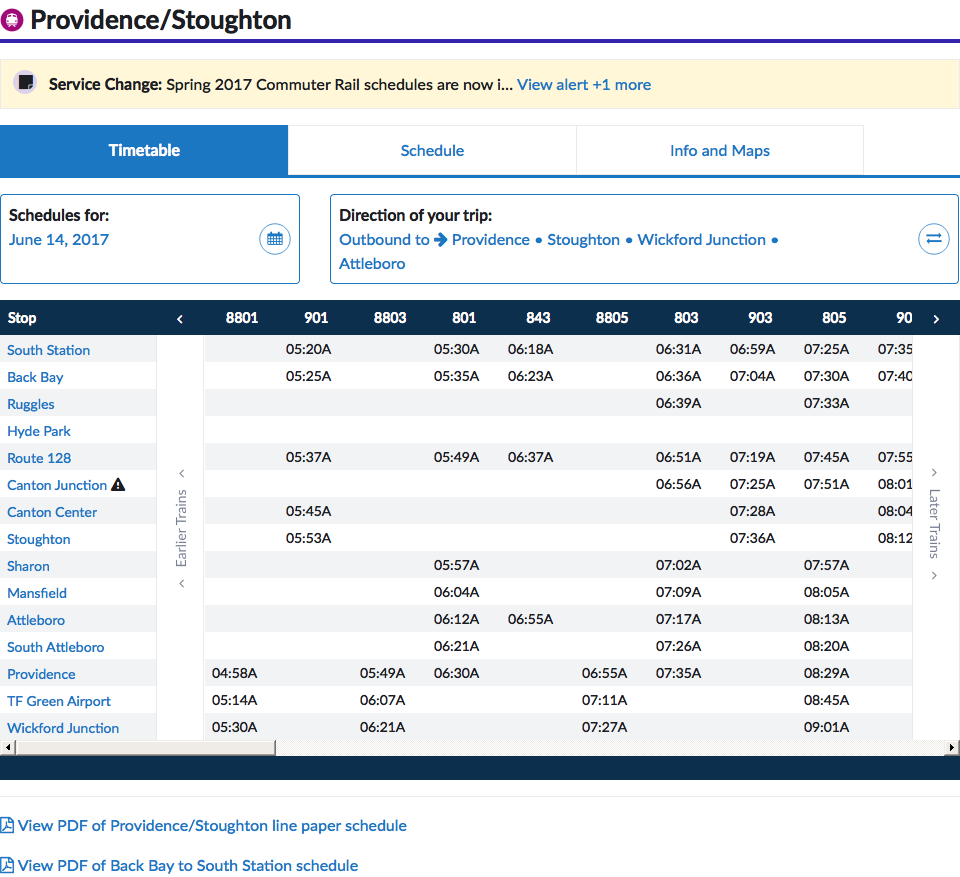 Providence/Stoughton
Service Change: Spring 2017 Commuter Rail schedules are now i... View alert +1 more
Timetable Schedule Info and Maps
Schedules for:
June 14, 2017
Direction of your trip:
Outbound to Providence • Stoughton • Wickford Junction •
Attleboro
Stop 8801 901 8803 801 843 8805 803 903 805 90
South Station 05:20A 05:30A 06:18A 06:31A 06:59A 07:25A 07:35
Back Bay 05:25A 05:35A 06:23A 06:36A 07:04A 07:30A 07:40
Ruggles 06:39A 07:33A
Hyde Park
Route 128 05:37A 05:49A 06:37A 06:51A 07:19A 07:45A 07:55
Canton Junction 06:56A 07:25A 07:51A 08:01
Canton Center 05:45A 07:28A 08:04
Stoughton 05:53A 07:36A 08:12
Sharon 05:57A 07:02A 07:57A
Mansfield 06:04A 07:09A 08:05A
Attleboro 06:12A 06:55A 07:17A 08:13A
South Attleboro 06:21A 07:26A 08:20A
Providence 04:58A 05:49A 06:30A 06:55A 07:35A 08:29A
TF Green Airport 05:14A 06:07A 07:11A 08:45A
Wickford Junction 05:30A 06:21A 07:27A 09:01A
Earlier Trains
Later Trains
View PDF of Providence/Stoughton line paper schedule
View PDF of Back Bay to South Station schedule